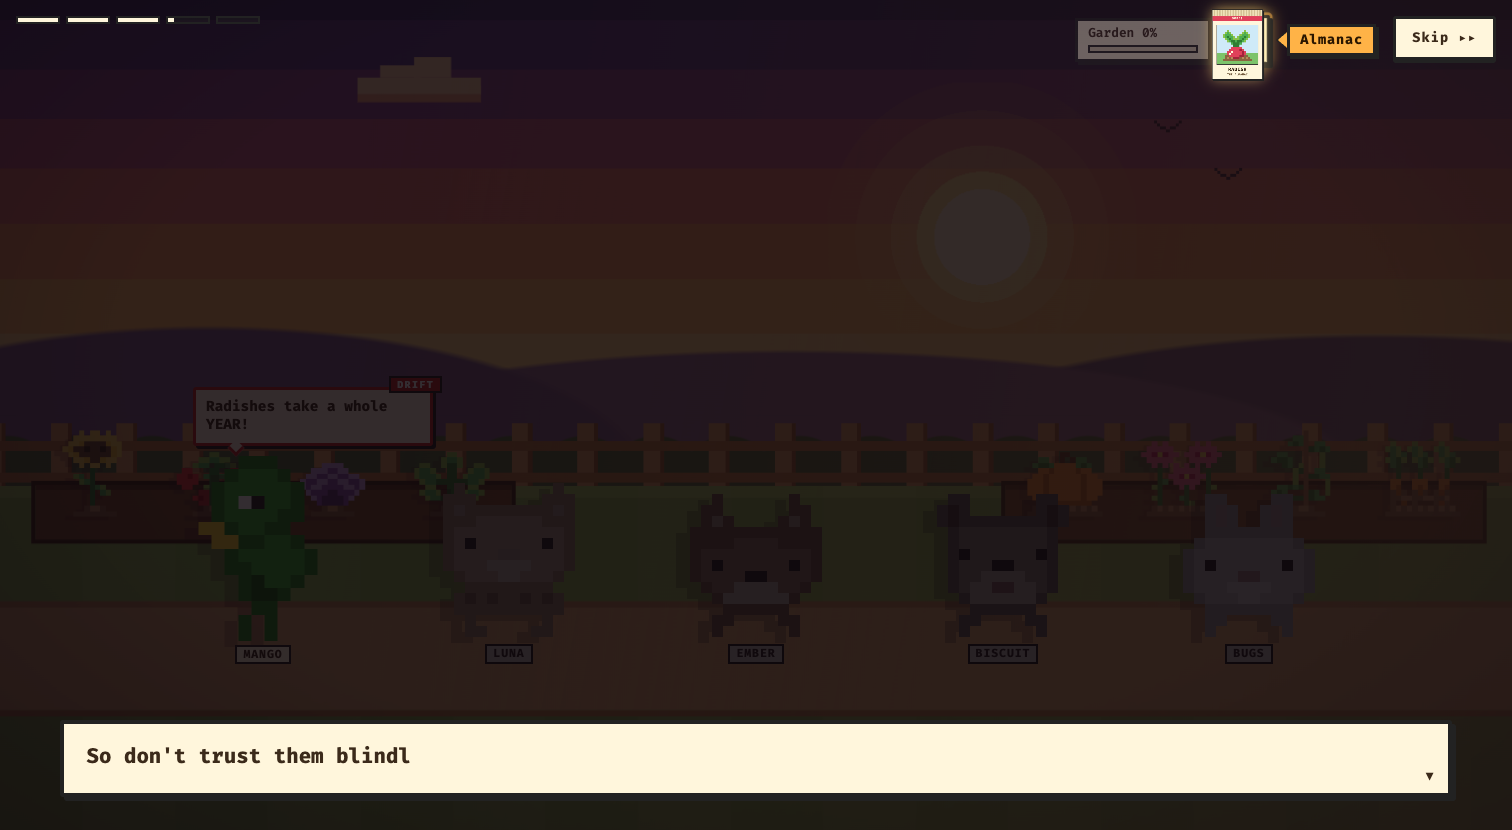 Garden 0%
RADISH
Almanac
Skip ▸▸
DRIFT
Radishes take a whole
YEAR!
MANGO
LUNA
EMBER
BISCUIT
BUGS
So don't trust them blindl
▼